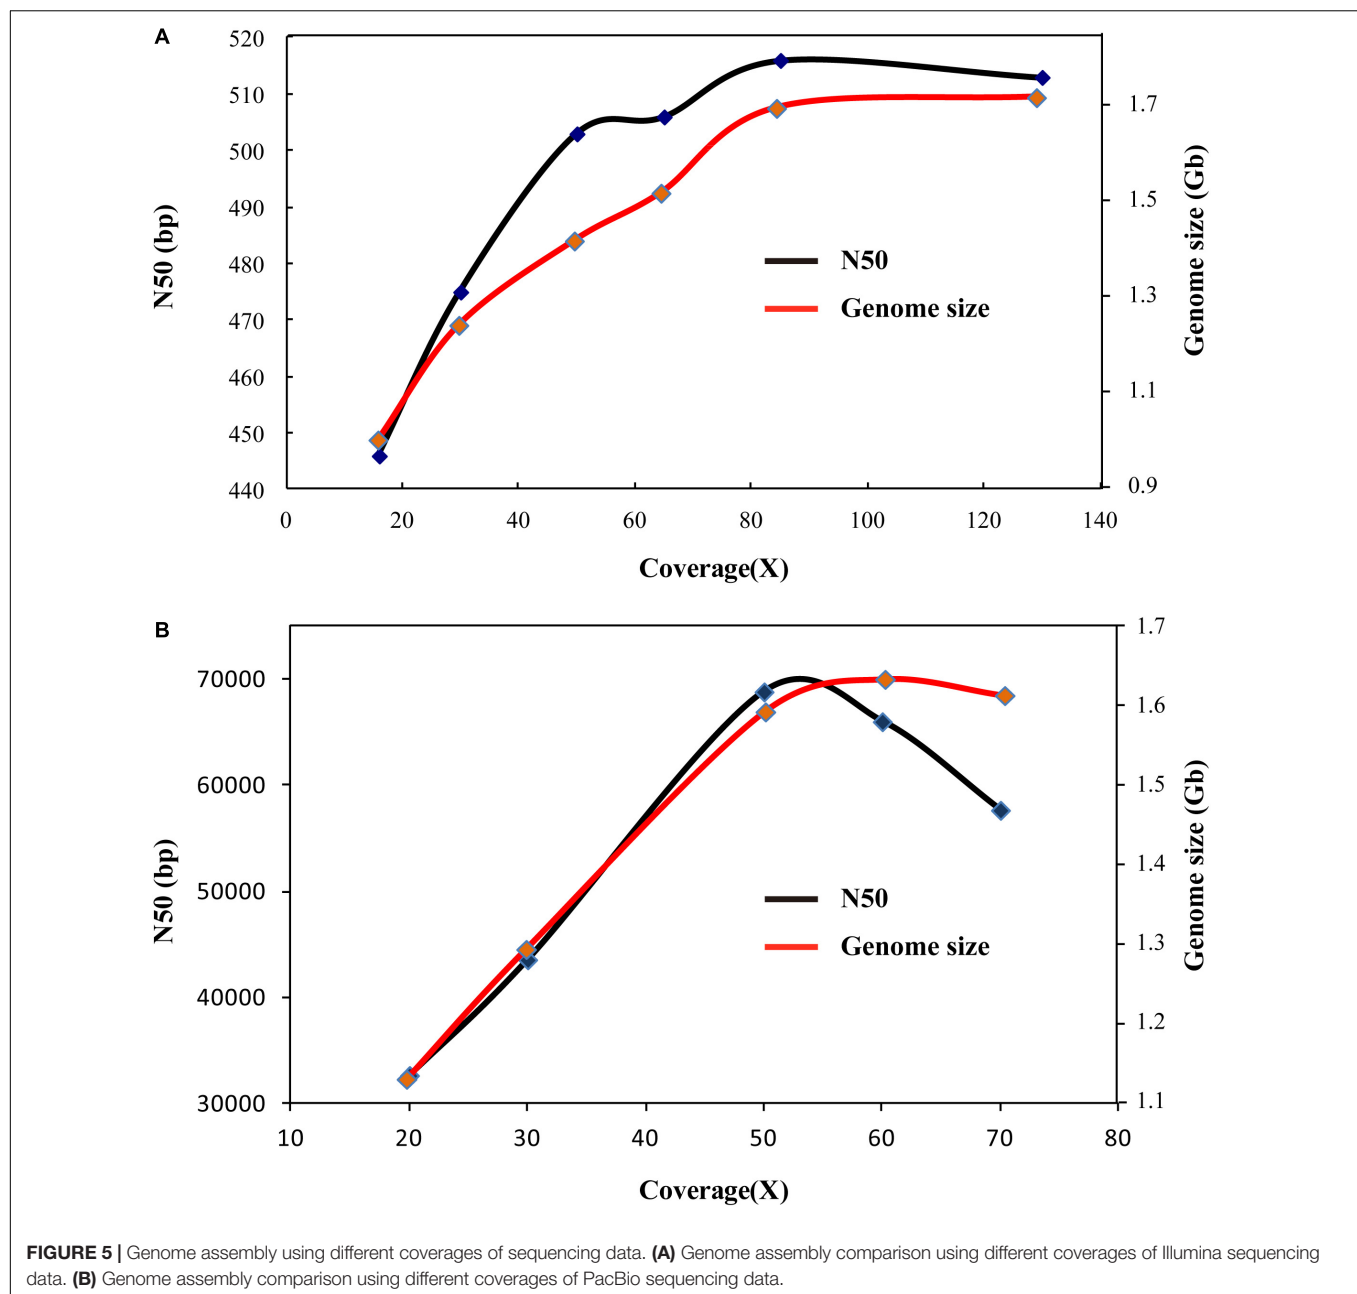 A
520
510
500
490
480
470
460
450
440
N50 (bp)
1.7
1.5
1.3
1.1
0.9
Genome size (Gb)
N50
Genome size
0 20 40 60 80 100 120 140
Coverage(X)
B
70000
60000
50000
40000
30000
N50 (bp)
1.7
1.6
1.5
1.4
1.3
1.2
1.1
Genome size (Gb)
N50
Genome size
10 20 30 40 50 60 70 80
Coverage(X)
FIGURE 5 | Genome assembly using different coverages of sequencing data. (A) Genome assembly comparison using different coverages of Illumina sequencing
data. (B) Genome assembly comparison using different coverages of PacBio sequencing data.